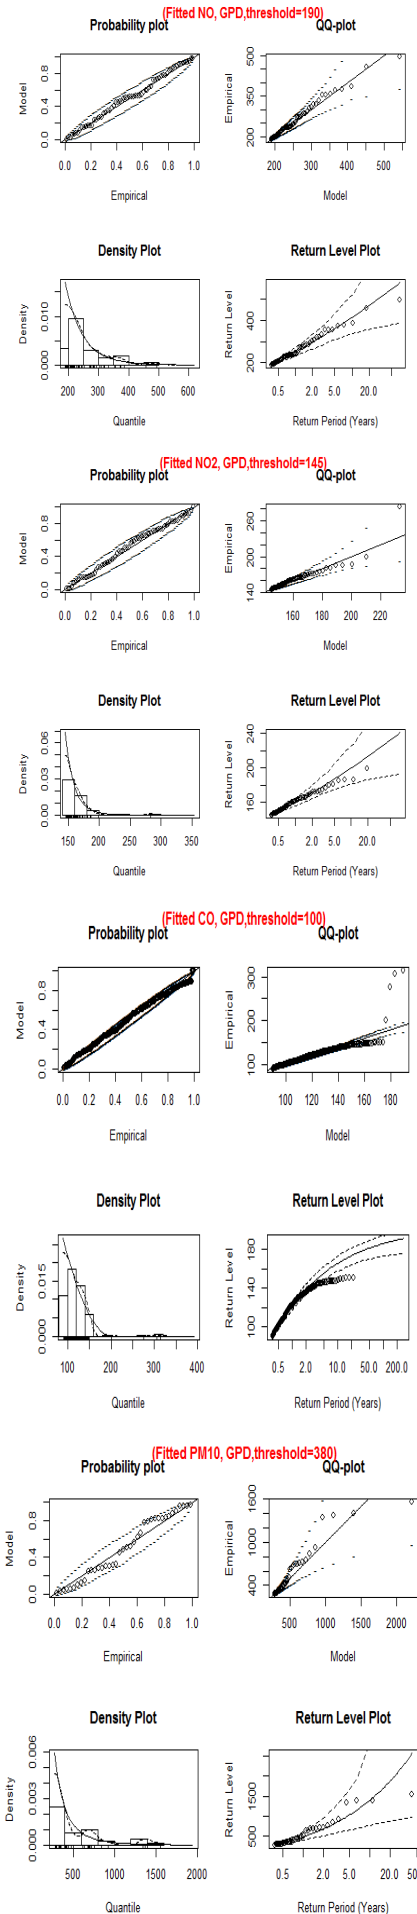 (Fitted NO, GPD,threshold=190)
Probability plot QQ-plot
Model
0.0 0.4 0.8
0.0 0.2 0.4 0.6 0.8 1.0
Empirical
Empirical
200 350 500
200 300 400 500
Model
Density Plot Return Level Plot
Density
0.000 0.010
200 300 400 500 600
Quantile
Return Level
200 400
0.5 2.0 5.0 20.0
Return Period (Years)
(Fitted NO2, GPD,threshold=145)
Probability plot QQ-plot
Model
0.0 0.4 0.8
0.0 0.2 0.4 0.6 0.8 1.0
Empirical
Empirical
140 200 260
160 180 200 220
Model
Density Plot Return Level Plot
Density
0.00 0.03 0.06
150 200 250 300 350
Quantile
Return Level
160 200 240
0.5 2.0 5.0 20.0
Return Period (Years)
(Fitted CO, GPD,threshold=100)
Probability plot QQ-plot
Model
0.0 0.4 0.8
0.0 0.2 0.4 0.6 0.8 1.0
Empirical
Empirical
100 200 300
100 120 140 160 180
Model
Density Plot Return Level Plot
Density
0.000 0.015
100 200 300 400
Quantile
Return Level
100 140 180
0.5 2.0 10.0 50.0 200.0
Return Period (Years)
(Fitted PM10, GPD,threshold=380)
Probability plot QQ-plot
Model
0.0 0.4 0.8
0.0 0.2 0.4 0.6 0.8 1.0
Empirical
Empirical
400 1000 1600
500 1000 1500 2000
Model
Density Plot Return Level Plot
Density
0.000 0.003 0.006
500 1000 1500 2000
Quantile
Return Level
500 1500
0.5 2.0 5.0 20.0 50
Return Period (Years)